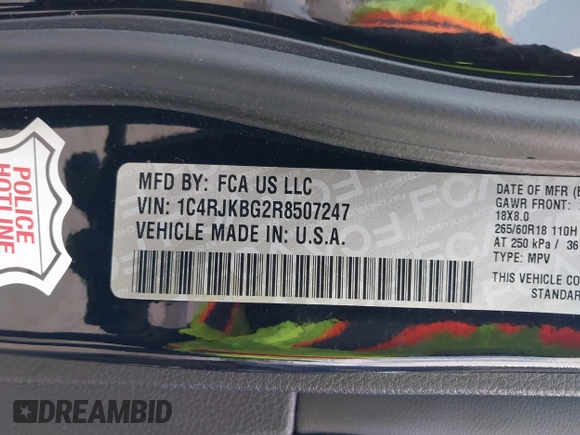 POLICE
HOTLINE
MFD BY: FCA US LLC
VIN: 1C4RJKBG2R8507247
VEHICLE MADE IN: U.S.A.
DATE OF MFR
GAWR FRONT:
18X8.0
265/60R18 110H
AT 250 kPa / 36
TYPE: MPV
THIS VEHICLE
STANDAR
DREAMBID